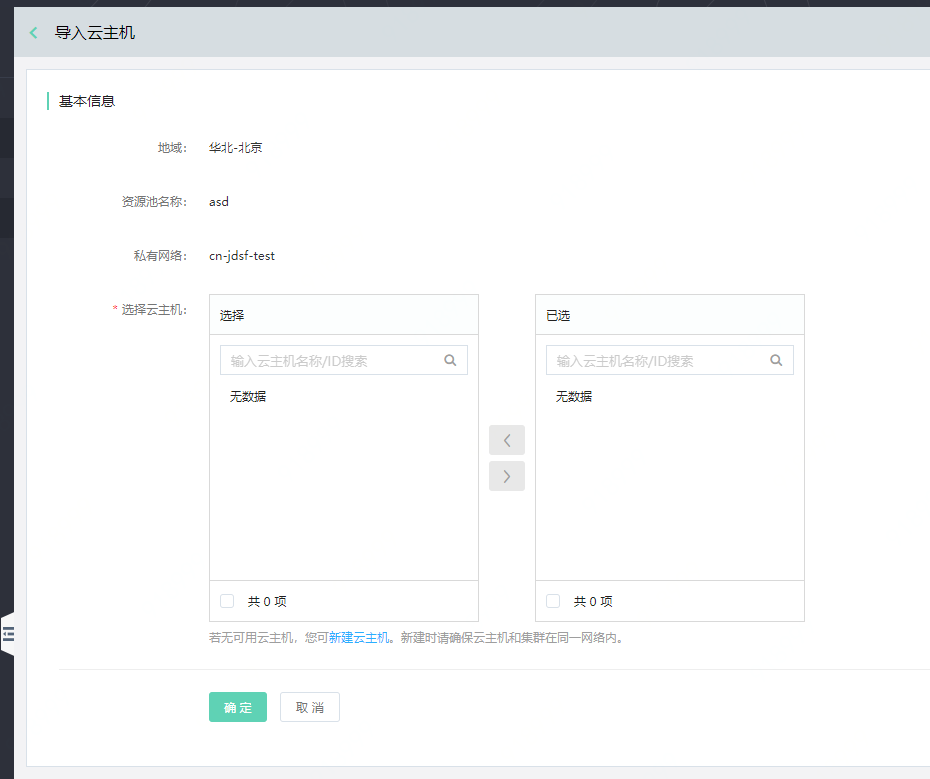 导入云主机
基本信息
地域： 华北-北京
资源池名称： asd
私有网络： cn-jdsf-test
* 选择云主机：
选择
输入云主机名称/ID搜索
无数据
共 0 项
已选
输入云主机名称/ID搜索
无数据
共 0 项
若无可用云主机，您可新建云主机。新建时请确保云主机和集群在同一网络内。
确定 取消